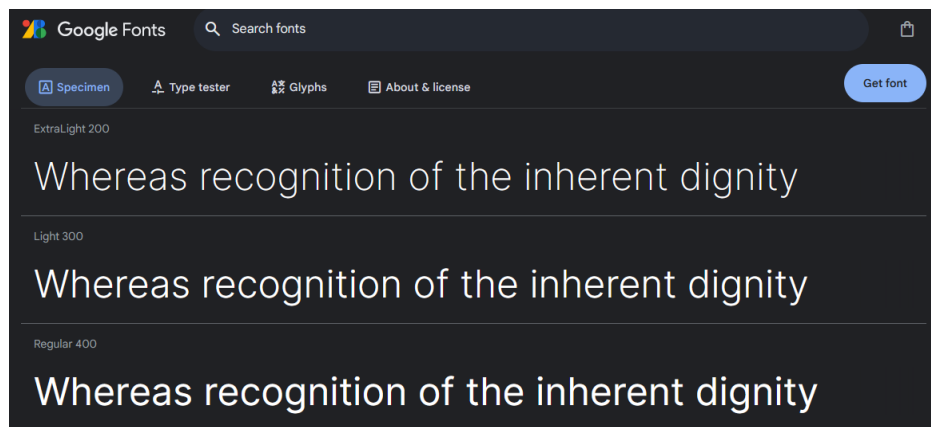 Google Fonts Search fonts
Specimen Type tester Glyphs About & license Get font
ExtraLight 200
Whereas recognition of the inherent dignity
Light 300
Whereas recognition of the inherent dignity
Regular 400
Whereas recognition of the inherent dignity